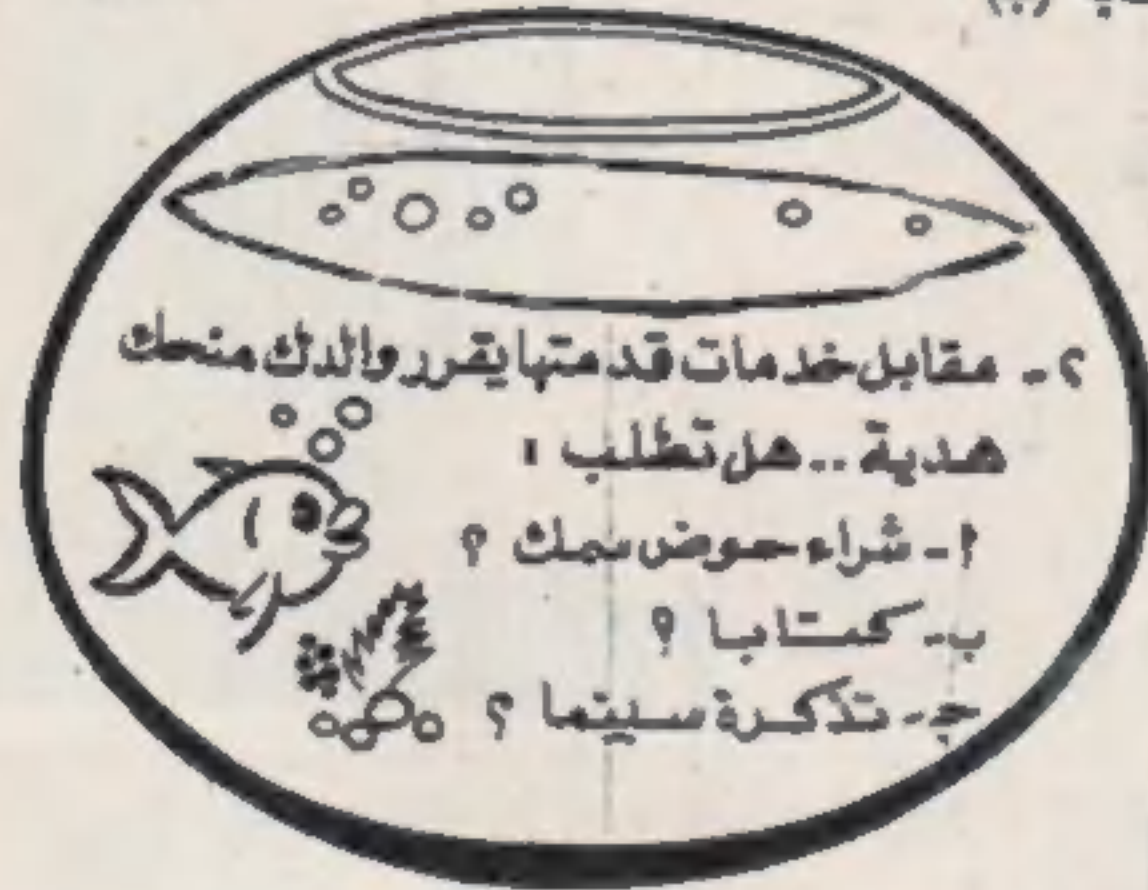 ٢- مقابل خدمات قدمتها يقرر والدك منحك
هدية .. هل تطلب :
ا- شراء حوض سمك ؟
ب- كتابا ؟
ج- تذكرة سينما ؟